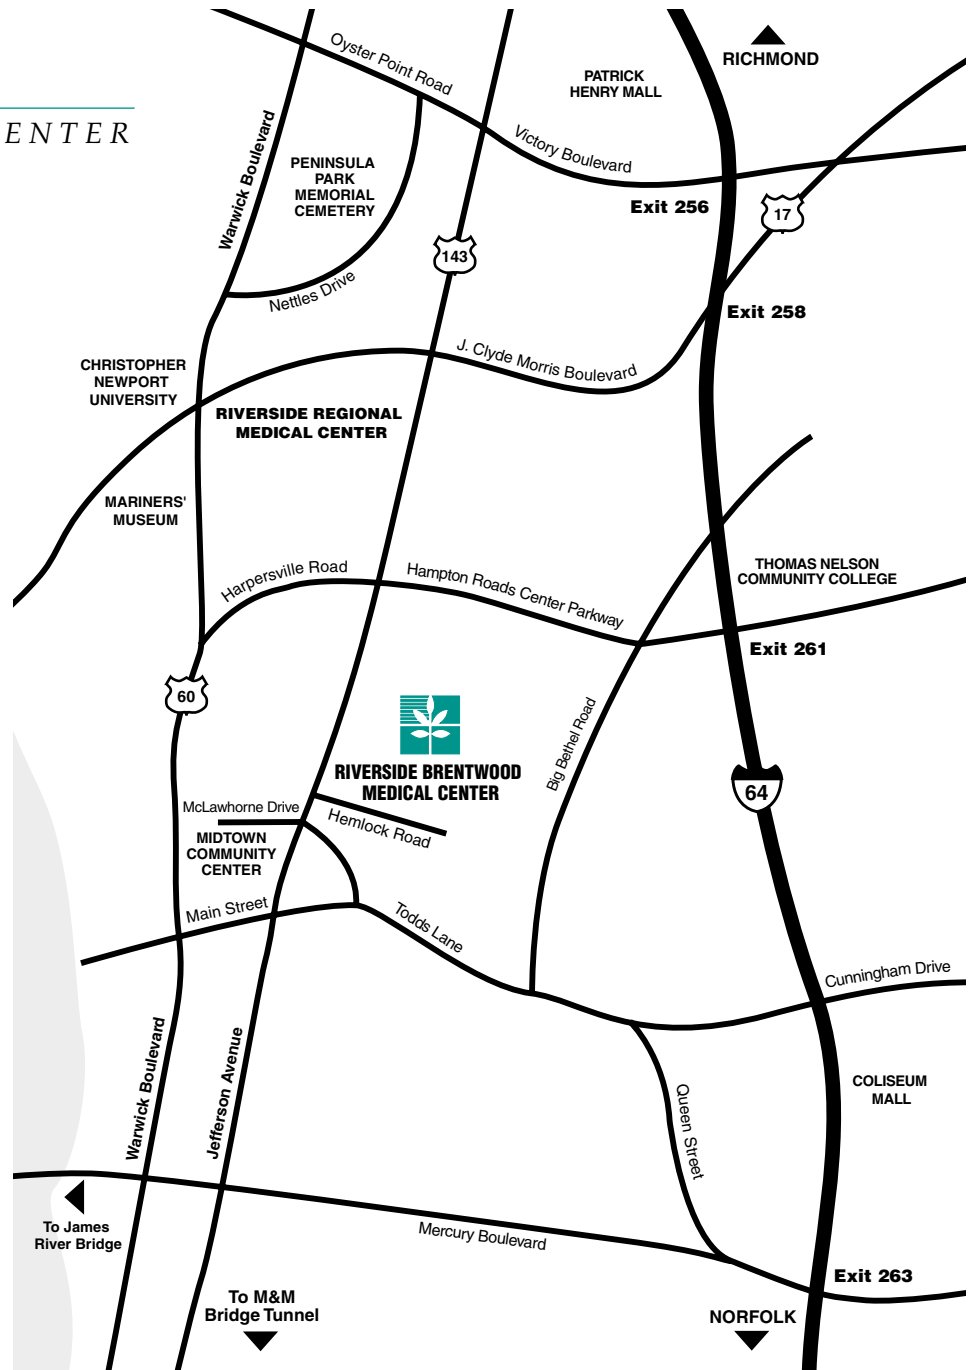 RICHMOND
Oyster Point Road
PATRICK
HENRY MALL
ENTER
Warwick Boulevard
Victory Boulevard
PENINSULA
PARK
MEMORIAL
CEMETERY
Exit 256
17
143
Nettles Drive
Exit 258
J. Clyde Morris Boulevard
CHRISTOPHER
NEWPORT
UNIVERSITY
RIVERSIDE REGIONAL
MEDICAL CENTER
MARINERS'
MUSEUM
Harpersville Road
Hampton Roads Center Parkway
THOMAS NELSON
COMMUNITY COLLEGE
Exit 261
60
Big Bethel Road
RIVERSIDE BRENTWOOD
MEDICAL CENTER
64
McLawhorne Drive
Hemlock Road
MIDTOWN
COMMUNITY
CENTER
Main Street
Todds Lane
Cunningham Drive
Warwick Boulevard
Jefferson Avenue
COLISEUM
MALL
Queen Street
To James
River Bridge
Mercury Boulevard
Exit 263
To M&M
Bridge Tunnel
NORFOLK